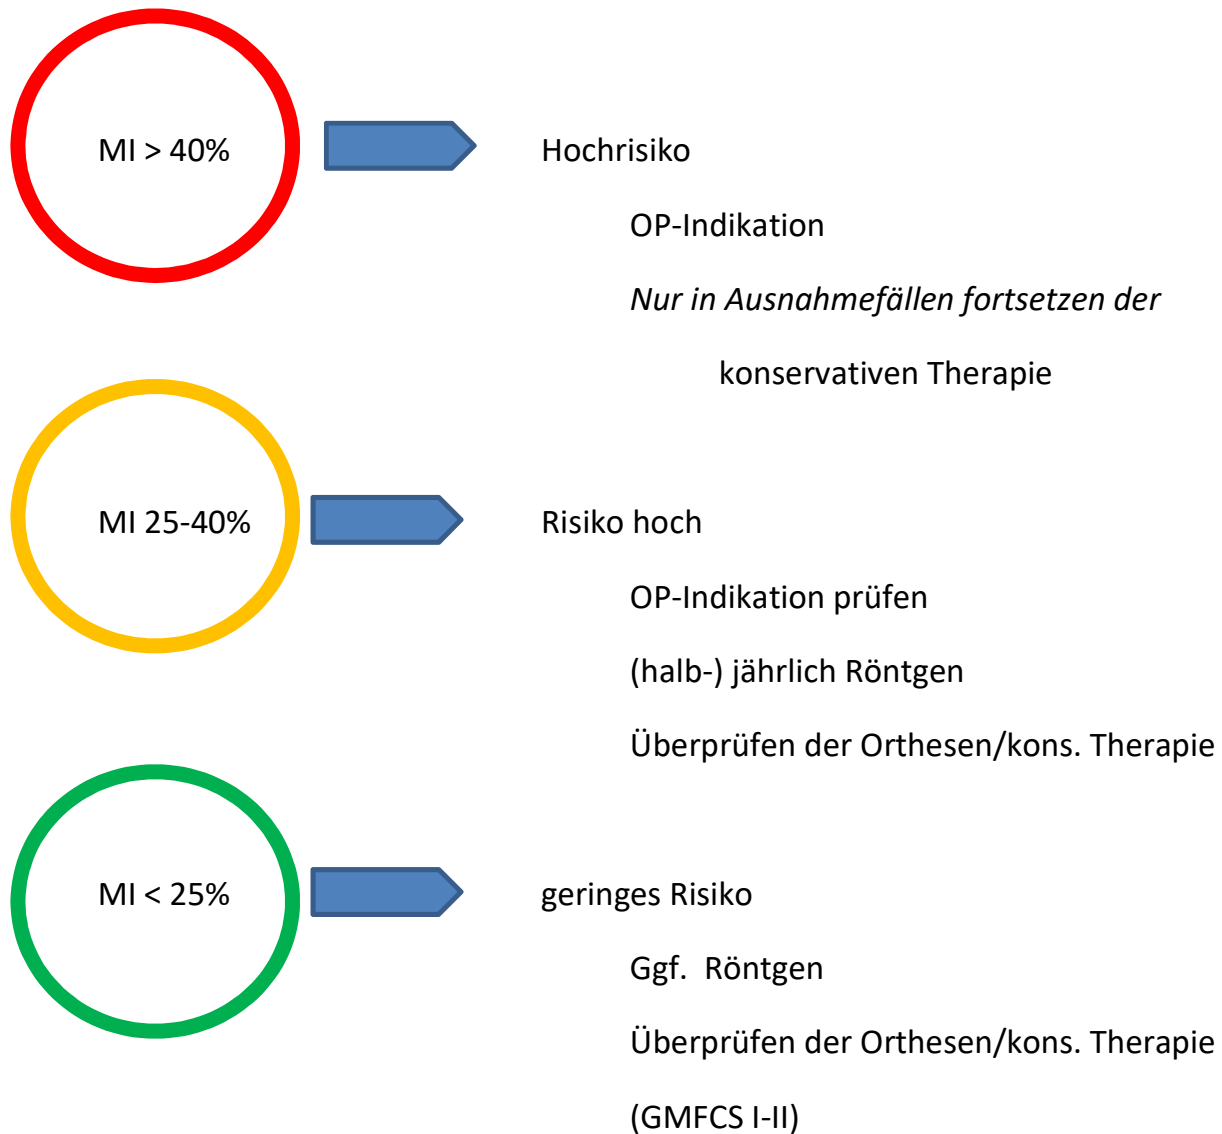 MI > 40%
Hochrisiko
OP-Indikation
Nur in Ausnahmefällen fortsetzen der
konservativen Therapie
MI 25-40%
Risiko hoch
OP-Indikation prüfen
(halb-) jährlich Röntgen
Überprüfen der Orthesen/kons. Therapie
MI < 25%
geringes Risiko
Ggf. Röntgen
Überprüfen der Orthesen/kons. Therapie
(GMFCS I-II)